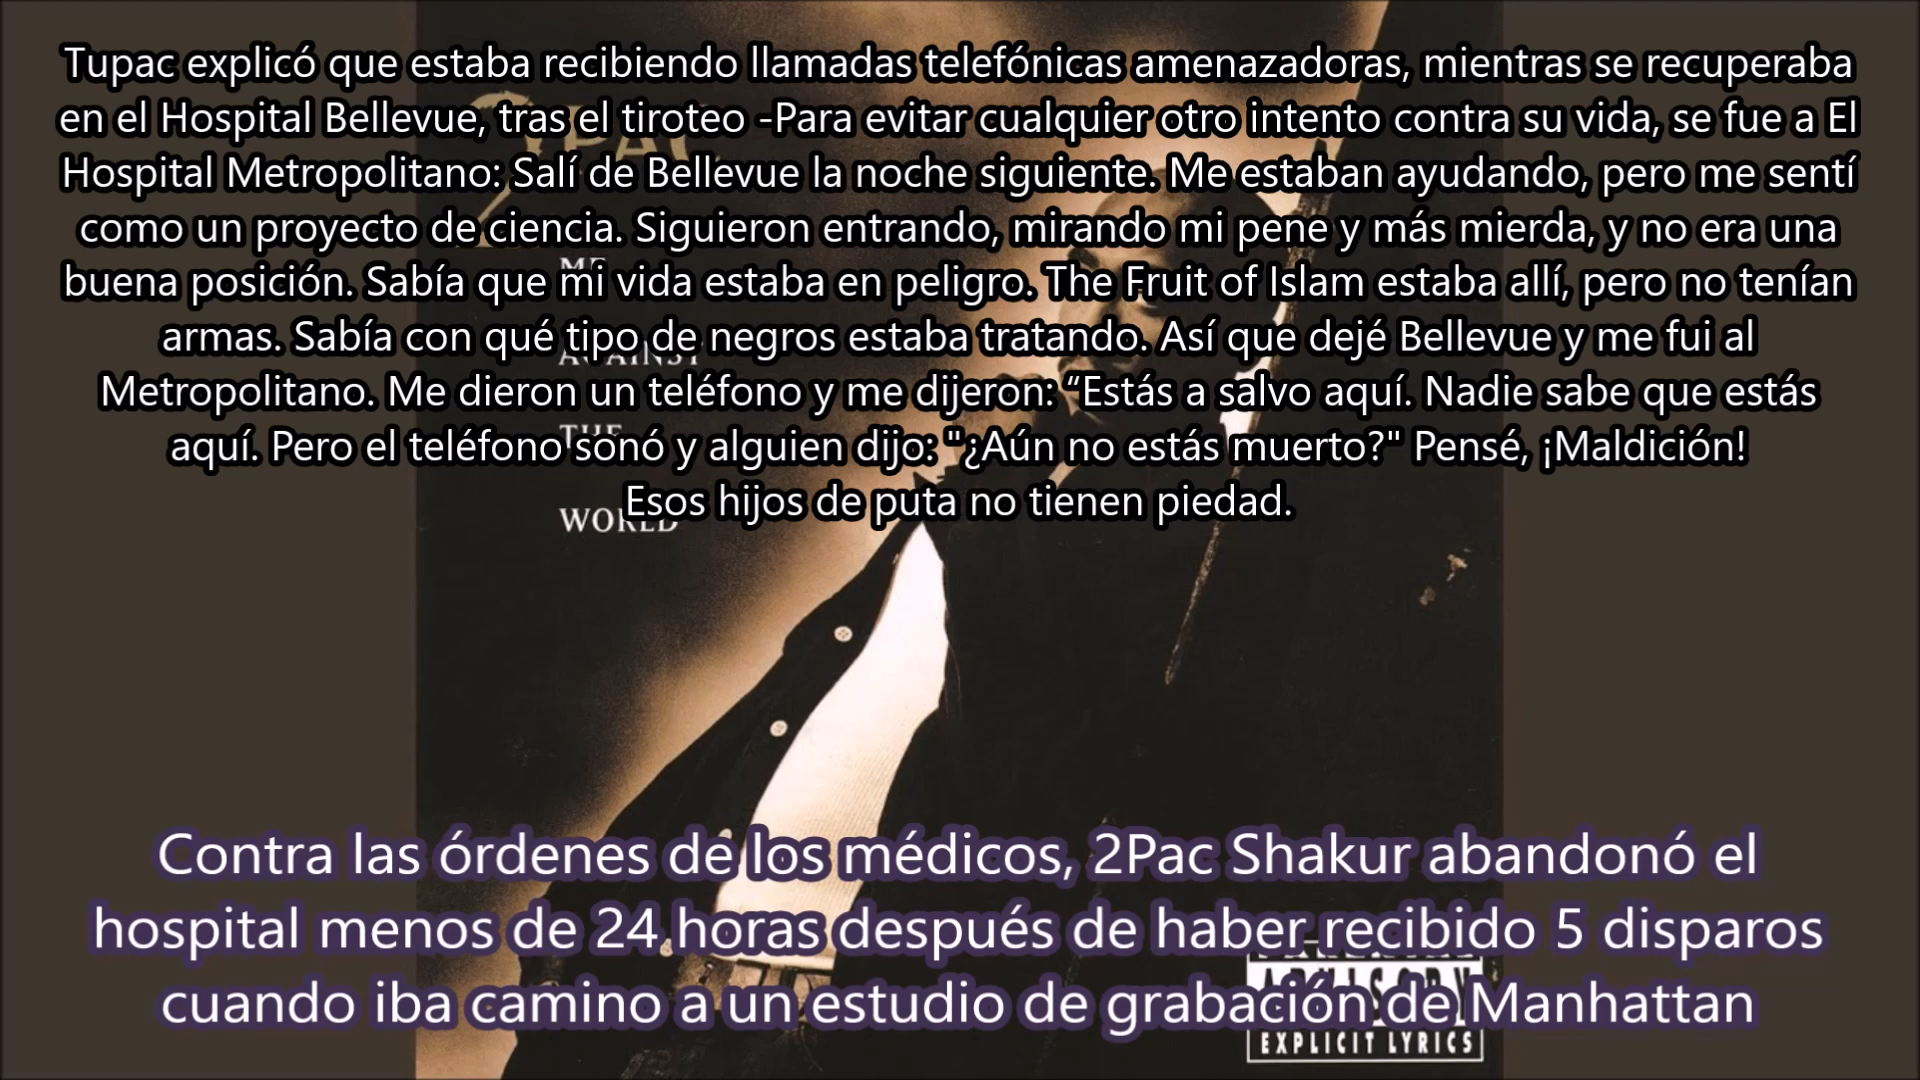 Tupac explicó que estaba recibiendo llamadas telefónicas amenazadoras, mientras se recuperaba
en el Hospital Bellevue, tras el tiroteo -Para evitar cualquier otro intento contra su vida, se fue a El
Hospital Metropolitano: Salí de Bellevue la noche siguiente. Me estaban ayudando, pero me sentí
como un proyecto de ciencia. Siguieron entrando, mirando mi pene y más mierda, y no era una
buena posición. Sabía que mi vida estaba en peligro. The Fruit of Islam estaba allí, pero no tenían
armas. Sabía con qué tipo de negros estaba tratando. Así que dejé Bellevue y me fui al
Metropolitano. Me dieron un teléfono y me dijeron: “Estás a salvo aquí. Nadie sabe que estás
aquí. Pero el teléfono sonó y alguien dijo: "¿Aún no estás muerto?" Pensé, ¡Maldición!
Esos hijos de puta no tienen piedad.
2PAC
ME
AGAINST
THE
WORLD
Contra las órdenes de los médicos, 2Pac Shakur abandonó el
hospital menos de 24 horas después de haber recibido 5 disparos
cuando iba camino a un estudio de grabación de Manhattan
ADVISORY
EXPLICIT LYRICS